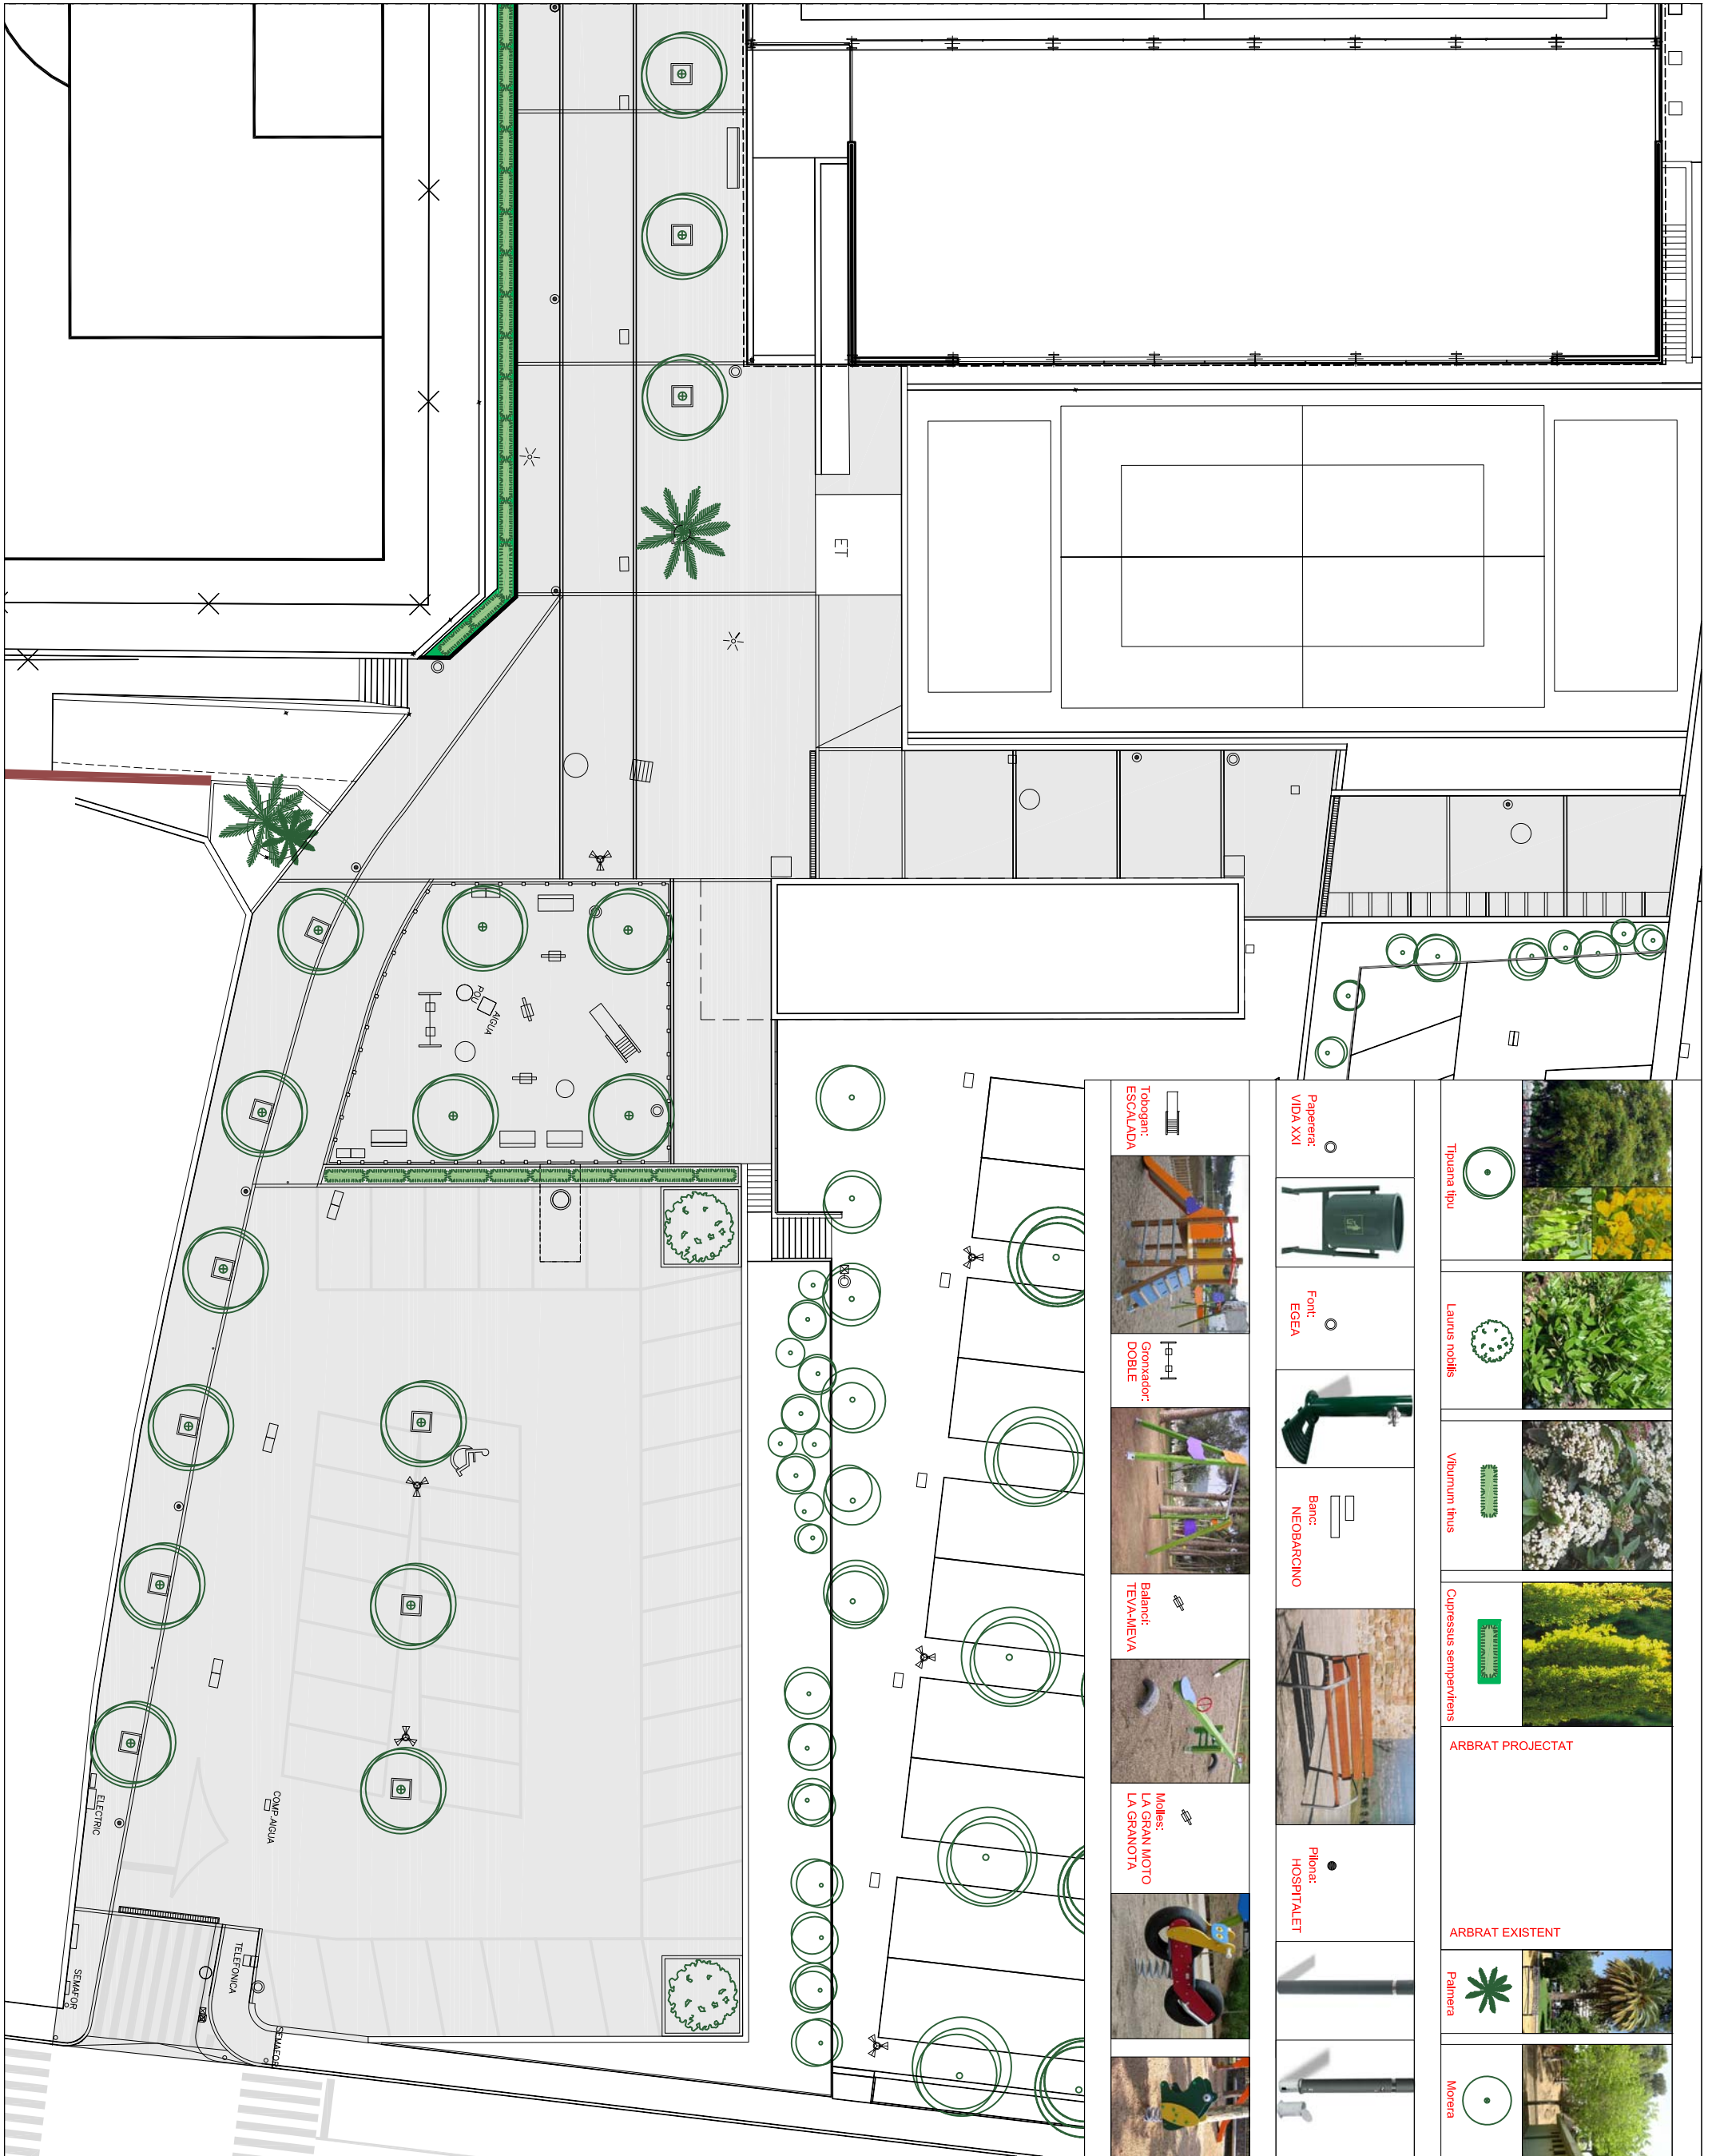 ET
POU
AIGUA
COMP.AIGUA
ELECTRIC
TELEFONICA
SEMAFOR
SEMAFOR
Tipuana tipu
Laurus nobilis
Viburnum tinus
Cupressus sempervirens
ARBRAT PROJECTAT
ARBRAT EXISTENT
Palmera
Morera
Paperera:
VIDA XXI
Font:
EGEA
Banc:
NEOBARCINO
Pilona:
HOSPITALET
Tobogan:
ESCALADA
Gronxador:
DOBLE
Balancí:
TEVA-MEVA
Molles:
LA GRAN MOTO
LA GRANOTA